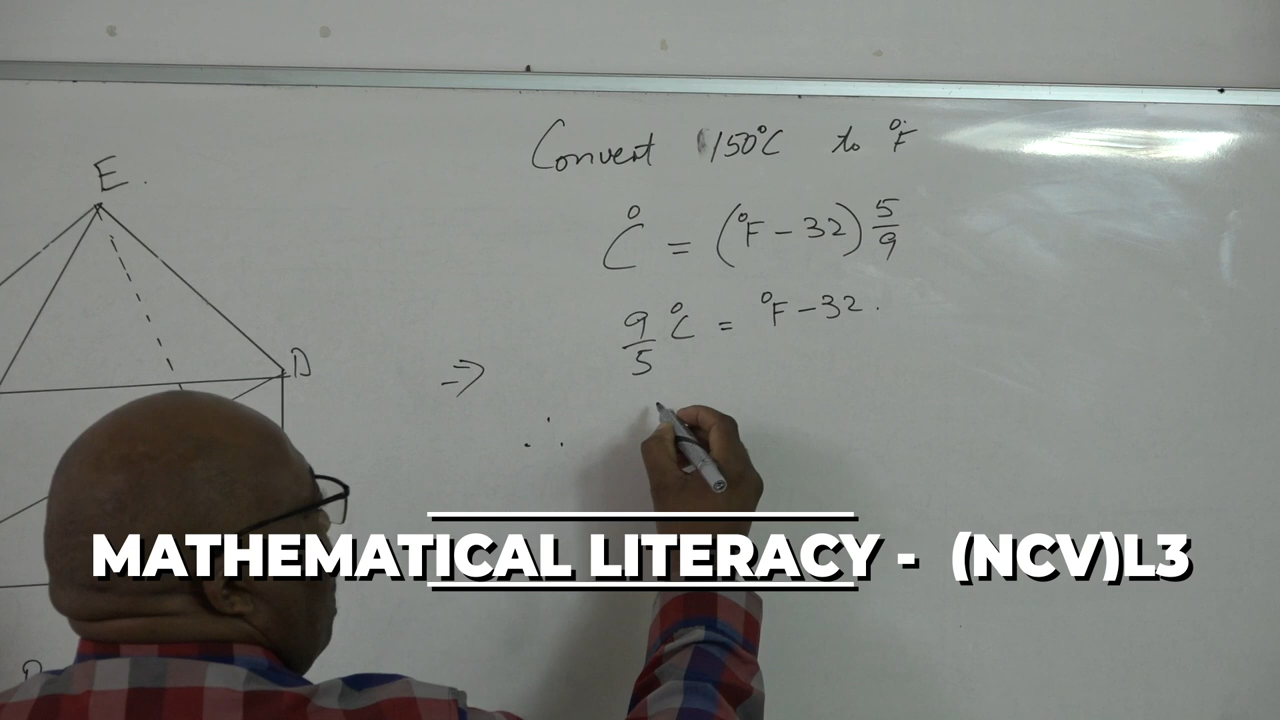 E.
Convert 150°C to °F
°C = (°F - 32) 5/9
9/5 °C = °F - 32.
D
⇒
∴
MATHEMATICAL LITERACY - (NCV)L3